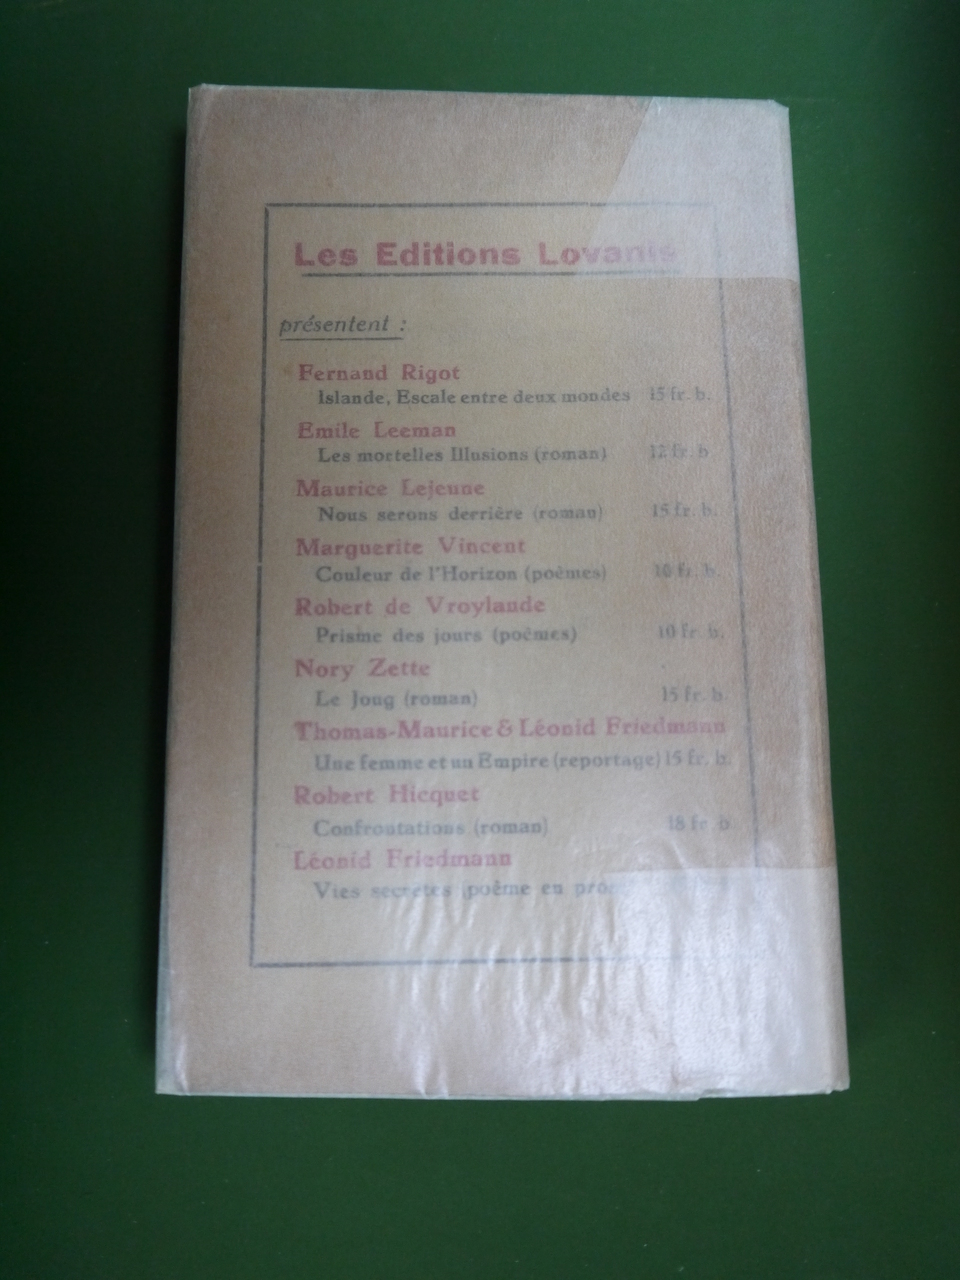 Les Editions Lovanis
présentent :
Fernand Rigot
Islande, Escale entre deux mondes 15 fr. b.
Emile Leeman
Les mortelles Illusions (roman) 12 fr. b
Maurice Lejeune
Nous serons derrière (roman) 15 fr. b.
Marguerite Vincent
Couleur de l'Horizon (poèmes) 10 fr. b.
Robert de Vroylande
Prisme des jours (poèmes) 10 fr. b.
Nory Zette
Le Joug (roman) 15 fr. b
Thomas-Maurice & Léonid Friedmann
Une femme et un Empire (reportage) 15 fr. b.
Robert Hicquet
Confrontations (roman) 18 fr. b
Léonid Friedmann
Vies secrètes (poème en